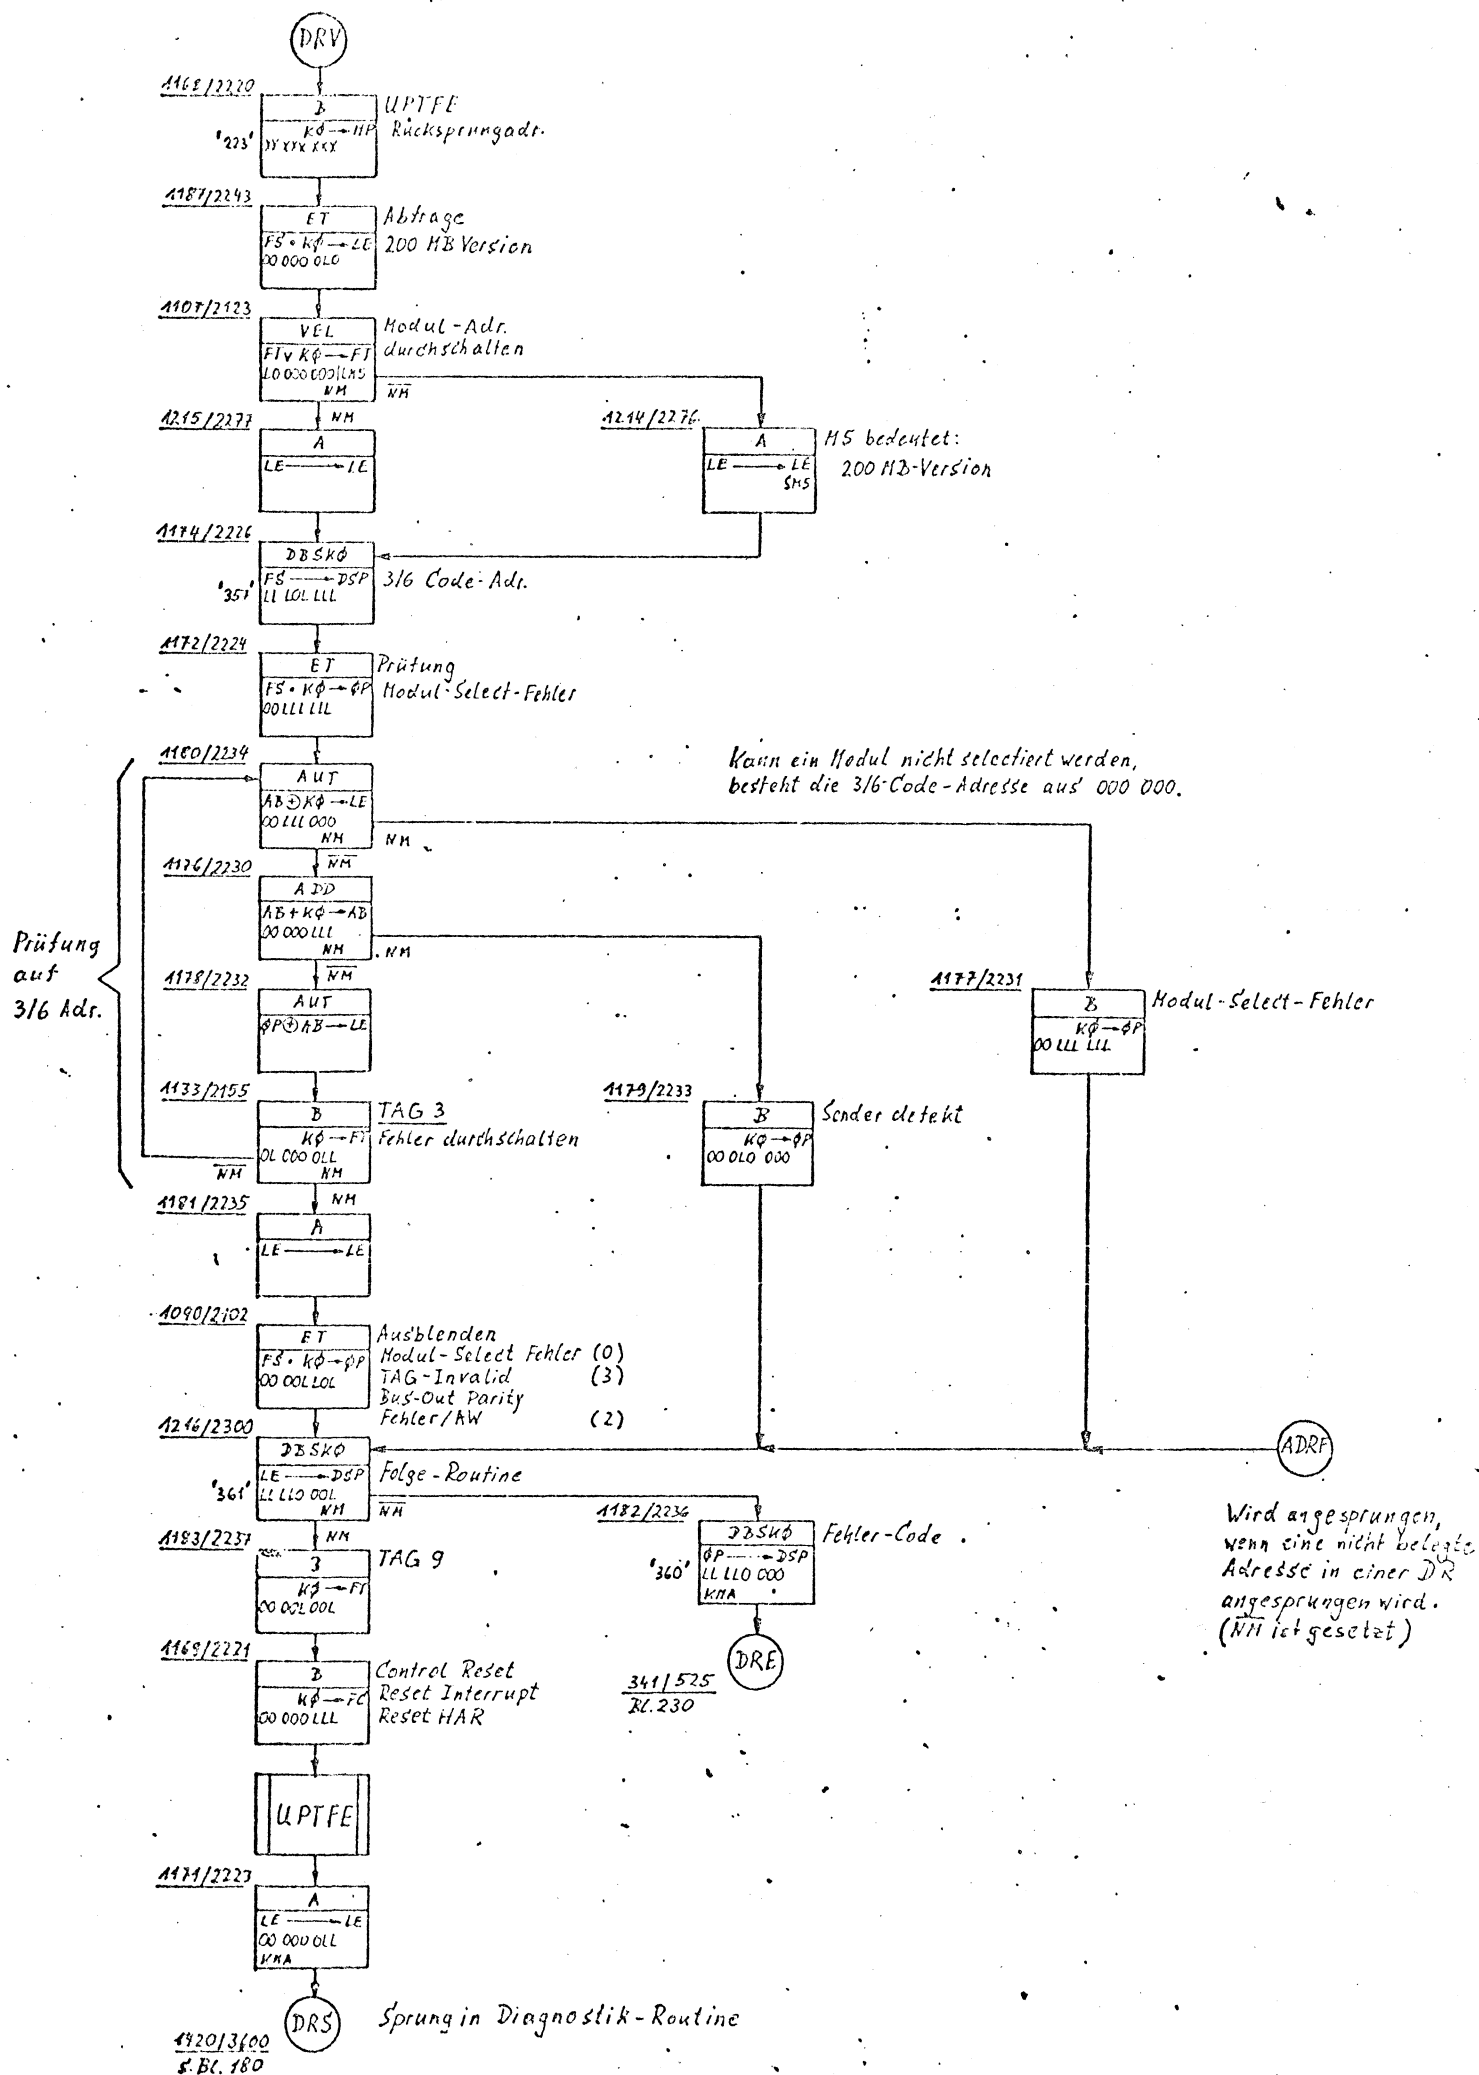 DRV
1168/2220
B
UPTFE
KØ → HP
Rücksprungadr.
'223'
1187/2243
ET
Abfrage
FS • KØ → LE
200 MB Version
00 000 0L0
1107/2123
VEL
Modul-Adr.
FT v KØ → FT
durchschalten
L0 000 000|LM5
NM
N̅M̅
1215/2277
NM
A
LE → LE
1214/2276
A
M5 bedeutet:
LE → LE
200 MB-Version
SM5
1174/2226
DBSKØ
FS → DSP
3/6 Code-Adr.
'351'
LL L0L LLL
1172/2224
ET
Prüfung
FS • KØ → ØP
Modul-Select-Fehler
00 LLL LLL
1180/2234
AUT
AB ⊕ KØ → LE
00 LLL 000
NM
NM
Kann ein Modul nicht selectiert werden,
besteht die 3/6-Code-Adresse aus 000 000.
N̅M̅
1176/2230
ADD
AB + KØ → AB
00 000 LLL
NM
NM
Prüfung
auf
3/6 Adr.
N̅M̅
1178/2232
AUT
ØP ⊕ AB → LE
1177/2231
B
Modul-Select-Fehler
KØ → ØP
00 LLL LLL
1133/2155
B
TAG 3
KØ → FT
Fehler durchschalten
0L 000 0LL
N̅M̅
NM
1179/2233
B
Sender defekt
KØ → ØP
00 0L0 000
1181/2235
NM
A
LE → LE
1090/2102
ET
Ausblenden
FS • KØ → ØP
Modul-Select Fehler (0)
00 00L L0L
TAG-Invalid (3)
Bus-Out Parity
Fehler/AW (2)
1216/2300
DBSKØ
LE → DSP
Folge-Routine
'361'
LL LL0 00L
NM
N̅M̅
ADRF
Wird angesprungen,
wenn eine nicht belegte
Adresse in einer DR
angesprungen wird.
(N̅M̅ ist gesetzt)
1182/2236
DBSKØ
Fehler-Code
ØP → DSP
'360'
LL LL0 000
KMA
DRE
341/525
Bl. 230
1183/2237
NM
B
TAG 9
KØ → FT
00 00L 00L
1169/2221
B
Control Reset
KØ → FC
Reset Interrupt
00 000 LLL
Reset HAR
UPTFE
1171/2223
A
LE → LE
00 000 0LL
KMA
DRS
Sprung in Diagnostik-Routine
1920/3600
s. Bl. 180